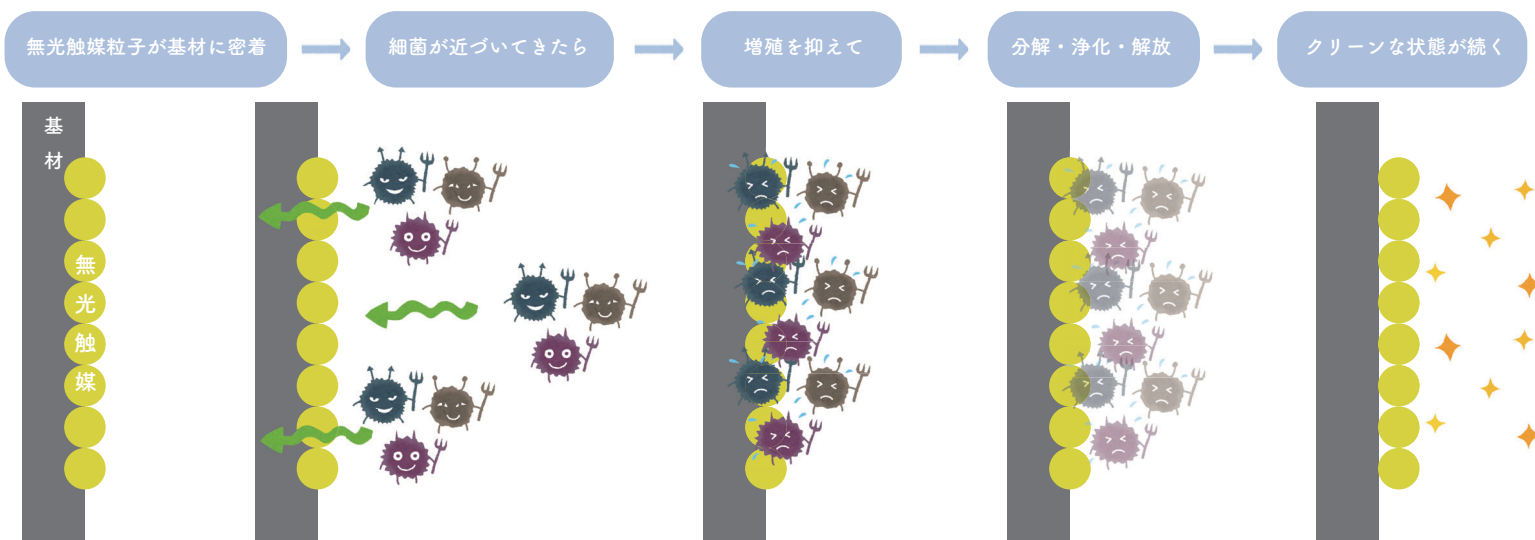 無光触媒粒子が基材に密着
細菌が近づいてきたら
増殖を抑えて
分解・浄化・解放
クリーンな状態が続く
基材
無光触媒